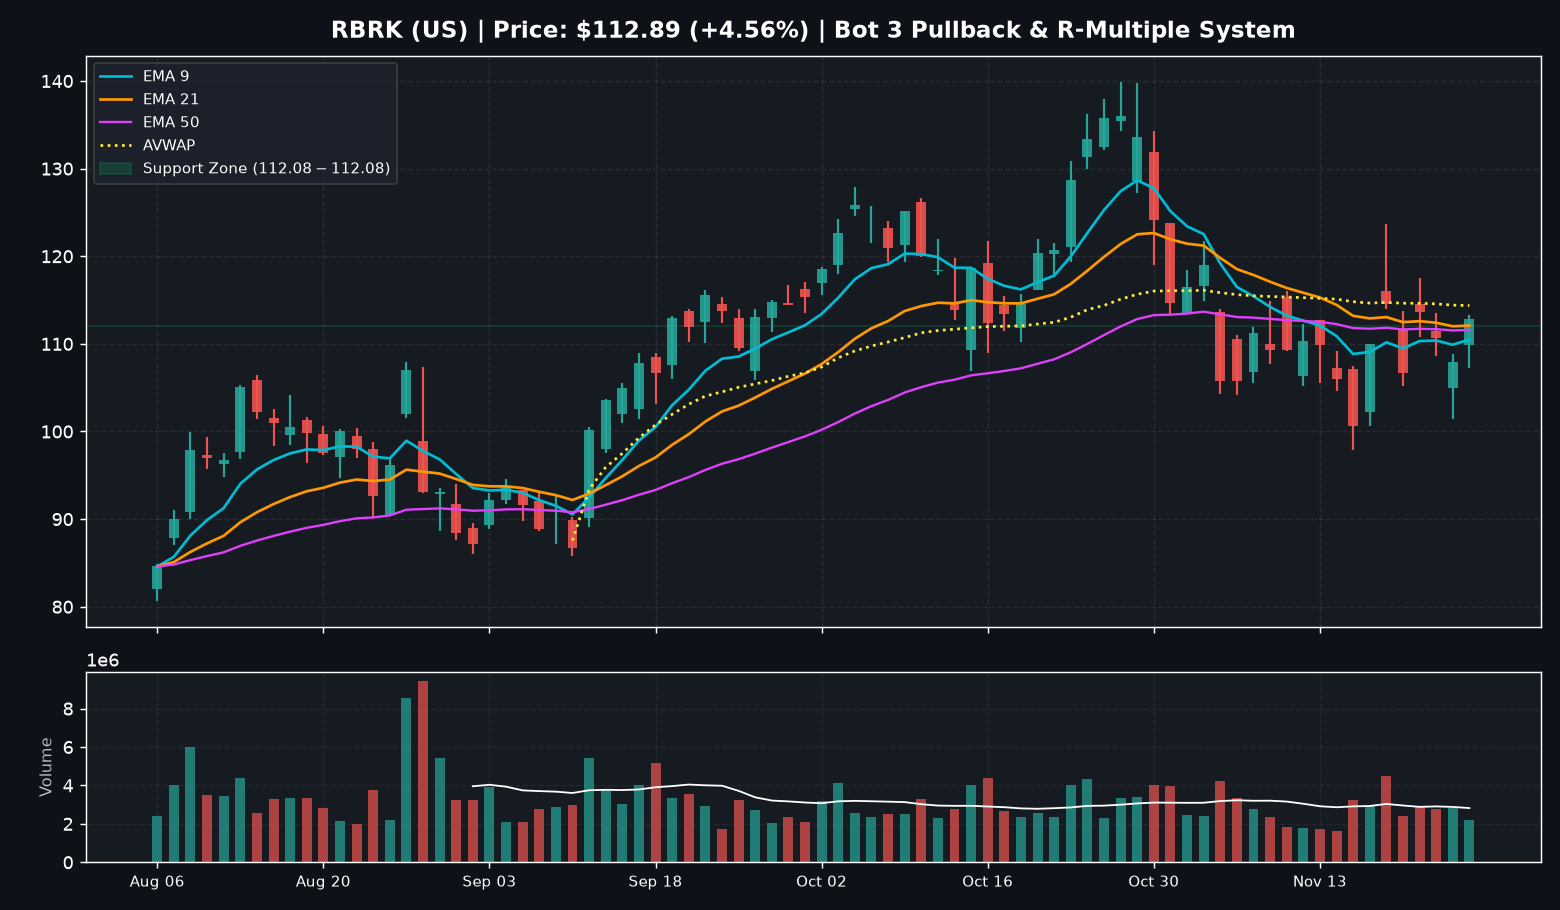 RBRK (US) | Price: $112.89 (+4.56%) | Bot 3 Pullback & R-Multiple System
EMA 9
EMA 21
EMA 50
AVWAP
Support Zone (112.08 − 112.08)
140
130
120
110
100
90
80
1e6
8
6
4
2
0
Volume
Aug 06
Aug 20
Sep 03
Sep 18
Oct 02
Oct 16
Oct 30
Nov 13